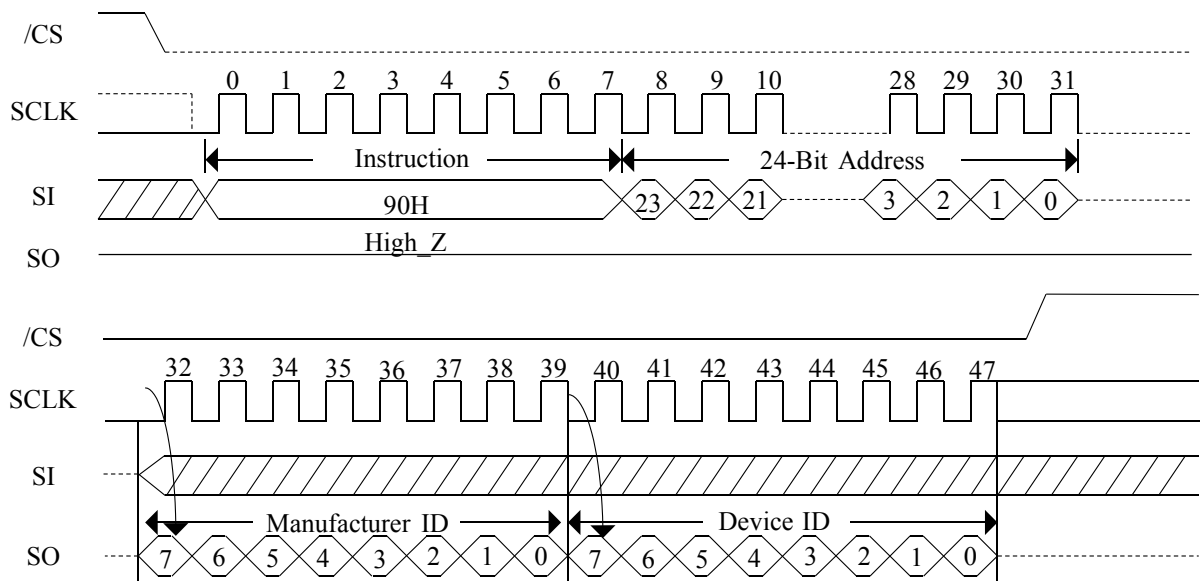 /CS
0 1 2 3 4 5 6 7 8 9 10 28 29 30 31
SCLK
Instruction 24-Bit Address
SI 90H 23 22 21 3 2 1 0
High_Z
SO
/CS
32 33 34 35 36 37 38 39 40 41 42 43 44 45 46 47
SCLK
SI
Manufacturer ID Device ID
SO 7 6 5 4 3 2 1 0 7 6 5 4 3 2 1 0